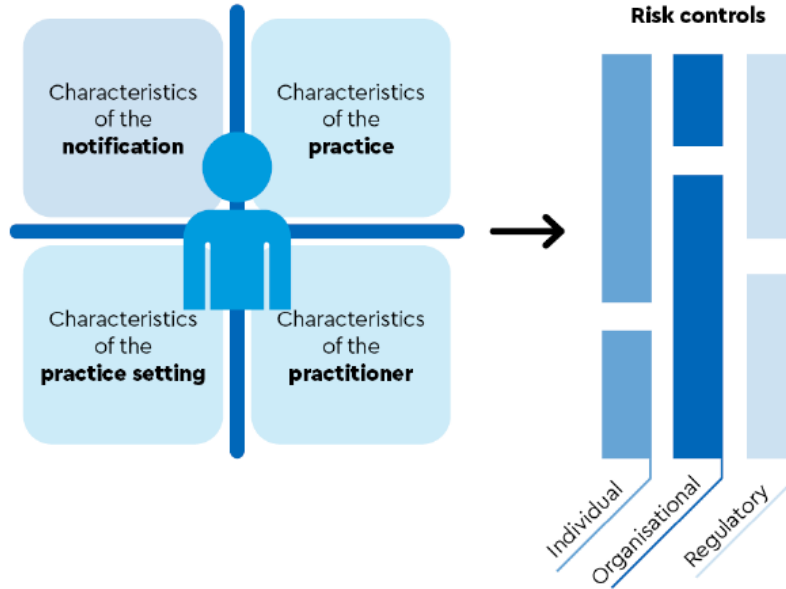 Risk controls
Characteristics
of the
notification
Characteristics
of the
practice
Characteristics
of the
practice setting
Characteristics
of the
practitioner
Individual
Organisational
Regulatory